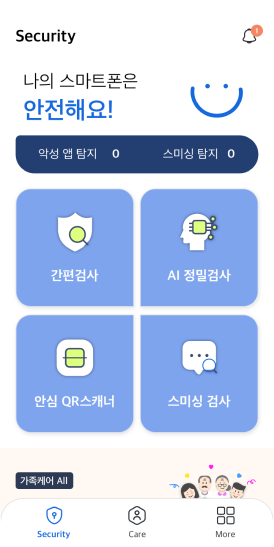 Security
1
나의 스마트폰은
안전해요!
악성 앱 탐지 0 스미싱 탐지 0
간편검사 AI 정밀검사
안심 QR스캐너 스미싱 검사
가족케어 All
Security Care More